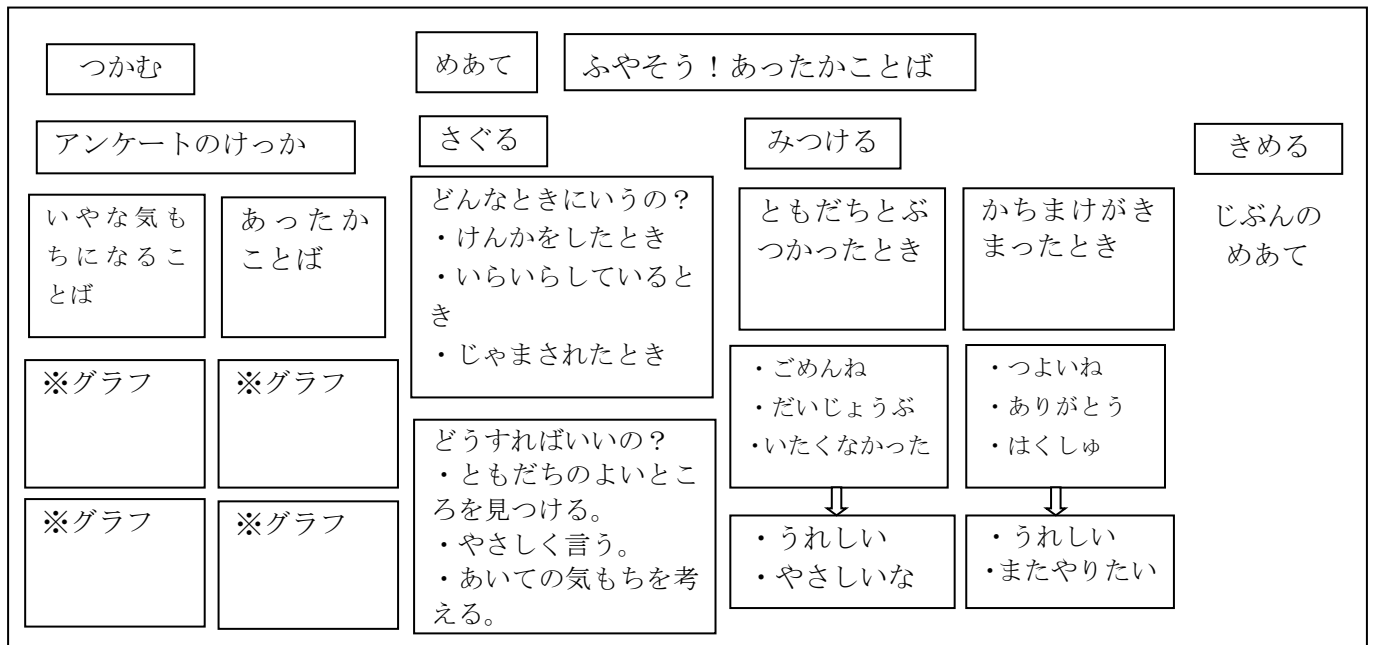 つかむ
めあて
ふやそう！あったかことば
アンケートのけっか
いやな気も
ちになるこ
とば
あったか
ことば
※グラフ
※グラフ
※グラフ
※グラフ
さぐる
どんなときにいうの？
・けんかをしたとき
・いらいらしていると
き
・じゃまされたとき
どうすればいいの？
・ともだちのよいとこ
ろを見つける。
・やさしく言う。
・あいての気もちを考
える。
みつける
ともだちとぶ
つかったとき
・ごめんね
・だいじょうぶ
・いたくなかった
・うれしい
・やさしいな
かちまけがき
まったとき
・つよいね
・ありがとう
・はくしゅ
・うれしい
・またやりたい
きめる
じぶんの
めあて